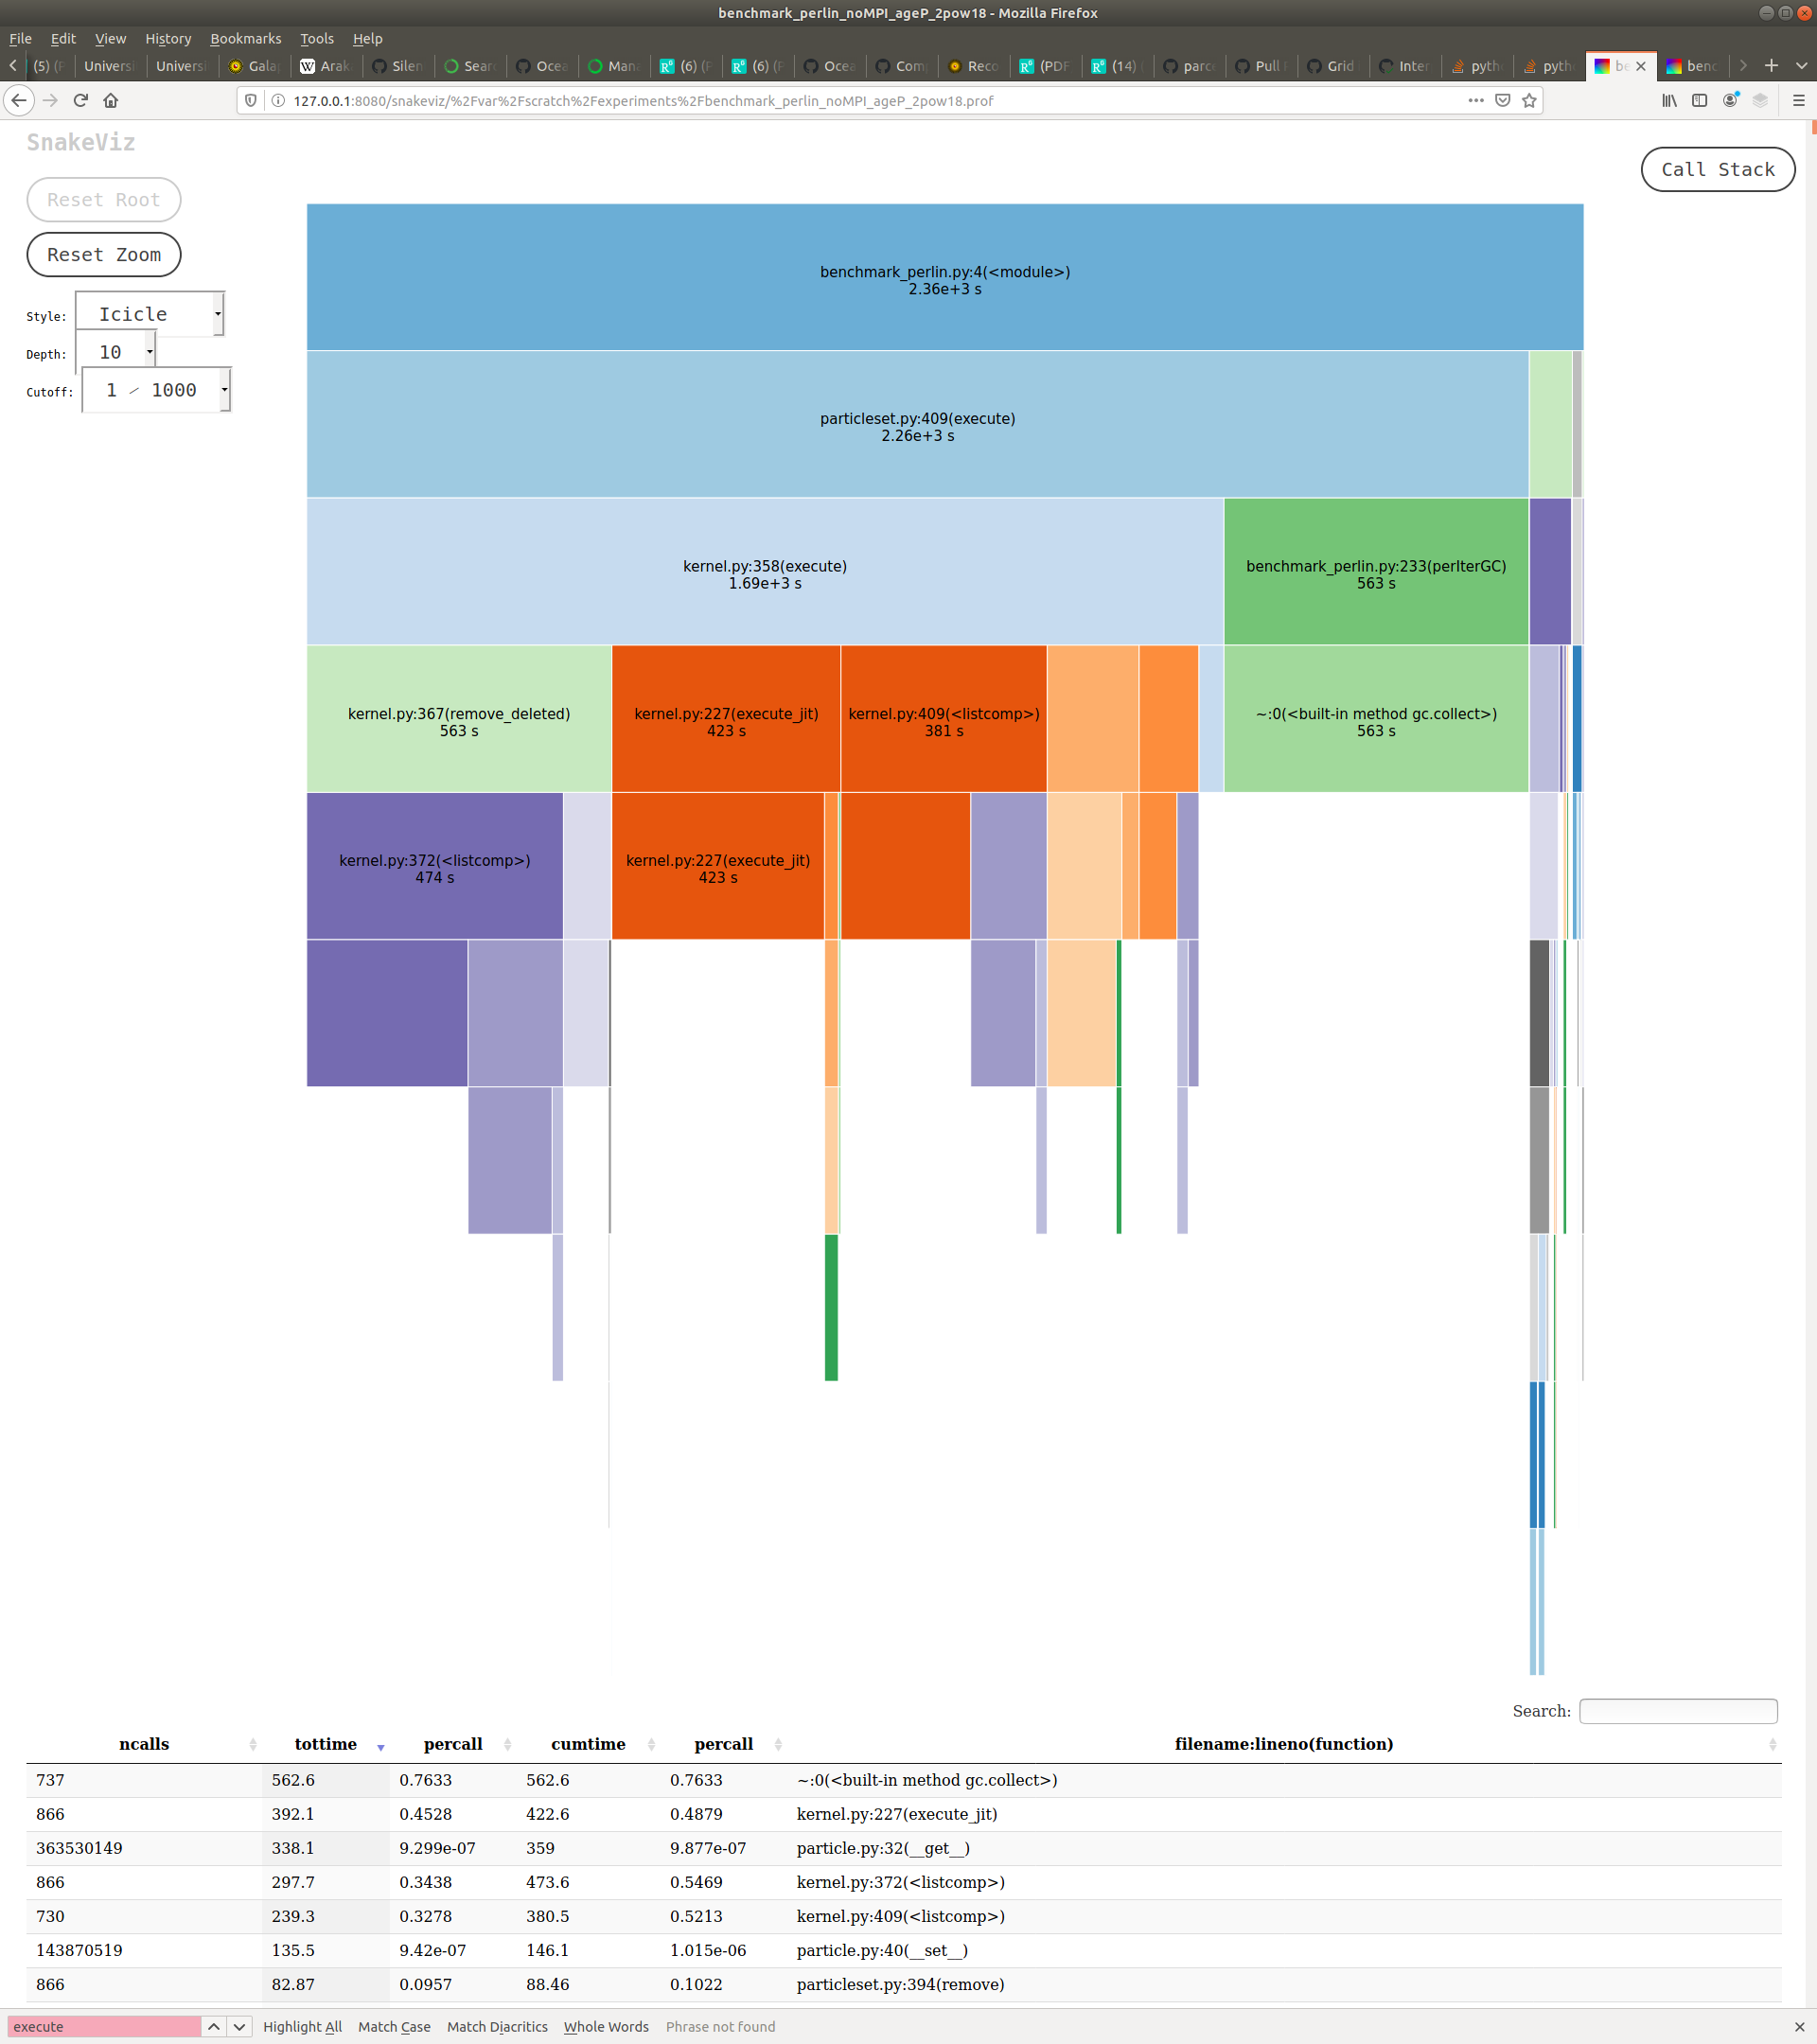 benchmark_perlin_noMPI_ageP_2pow18 - Mozilla Firefox
File Edit View History Bookmarks Tools Help
(5) (F Universi Universi Gala Arak Silen Sear Ocea Mana (6) (F (6) (F Ocea Com Reco (PDF (14) parc Pull Grid Inter pyth pyth be benc
127.0.0.1:8080/snakeviz/%2Fvar%2Fscratch%2Fexperiments%2Fbenchmark_perlin_noMPI_ageP_2pow18.prof
SnakeViz
Call Stack
Reset Root
Reset Zoom
Style: Icicle
Depth: 10
Cutoff: 1 / 1000
benchmark_perlin.py:4(<module>)
2.36e+3 s
particleset.py:409(execute)
2.26e+3 s
kernel.py:358(execute)
1.69e+3 s
benchmark_perlin.py:233(perIterGC)
563 s
kernel.py:367(remove_deleted)
563 s
kernel.py:227(execute_jit)
423 s
kernel.py:409(<listcomp>)
381 s
~:0(<built-in method gc.collect>)
563 s
kernel.py:372(<listcomp>)
474 s
kernel.py:227(execute_jit)
423 s
Search:
ncalls tottime percall cumtime percall filename:lineno(function)
737 562.6 0.7633 562.6 0.7633 ~:0(<built-in method gc.collect>)
866 392.1 0.4528 422.6 0.4879 kernel.py:227(execute_jit)
363530149 338.1 9.299e-07 359 9.877e-07 particle.py:32(__get__)
866 297.7 0.3438 473.6 0.5469 kernel.py:372(<listcomp>)
730 239.3 0.3278 380.5 0.5213 kernel.py:409(<listcomp>)
143870519 135.5 9.42e-07 146.1 1.015e-06 particle.py:40(__set__)
866 82.87 0.0957 88.46 0.1022 particleset.py:394(remove)
execute Highlight All Match Case Match Diacritics Whole Words Phrase not found